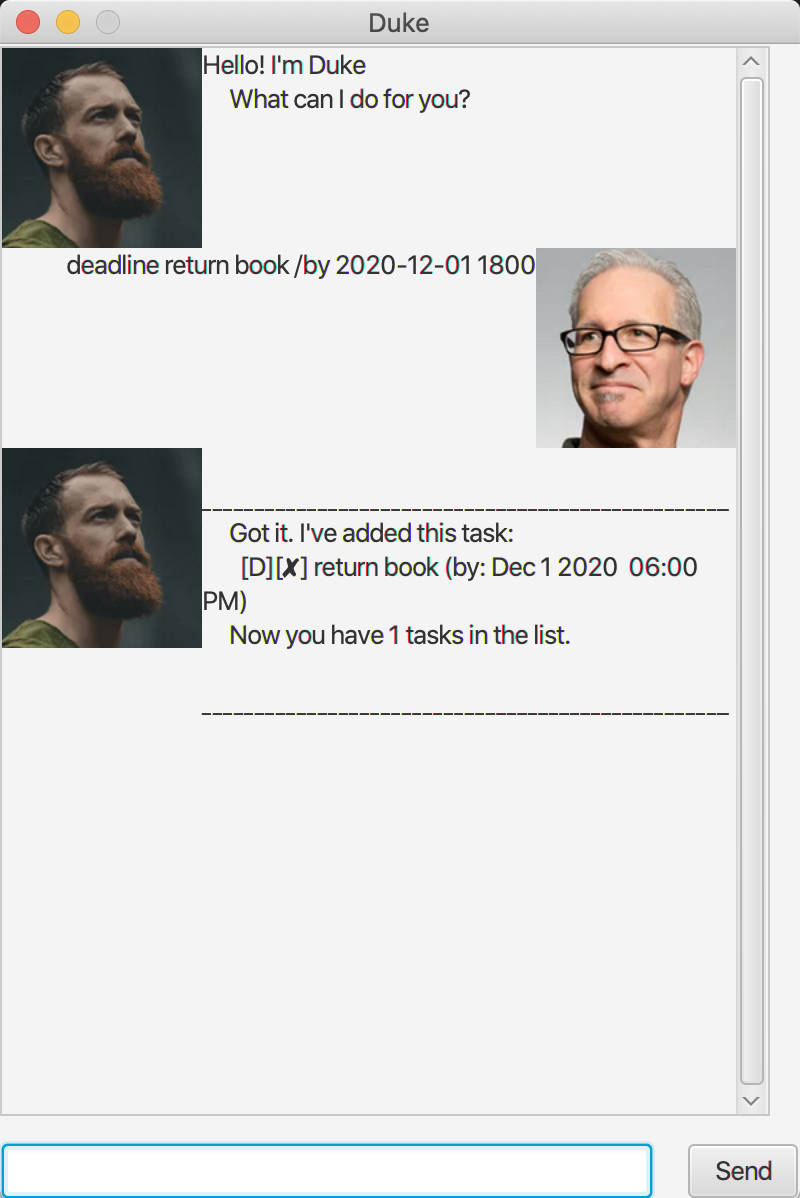 Duke
Hello! I'm Duke
What can I do for you?
deadline return book /by 2020-12-01 1800
__________________________________________________
Got it. I've added this task:
[D][✘] return book (by: Dec 1 2020  06:00
PM)
Now you have 1 tasks in the list.
__________________________________________________
Send